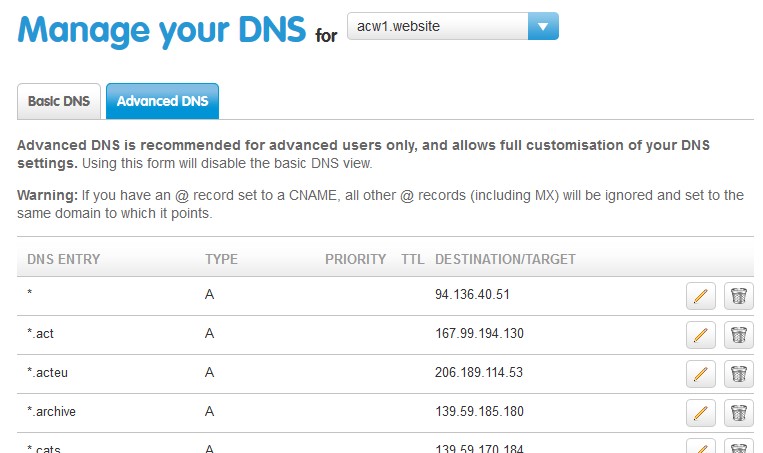 Manage your DNS for acw1.website
Basic DNS Advanced DNS
Advanced DNS is recommended for advanced users only, and allows full customisation of your DNS
settings. Using this form will disable the basic DNS view.
Warning: If you have an @ record set to a CNAME, all other @ records (including MX) will be ignored and set to the
same domain to which it points.
DNS ENTRY TYPE PRIORITY TTL DESTINATION/TARGET
* A 94.136.40.51
*.act A 167.99.194.130
*.acteu A 206.189.114.53
*.archive A 139.59.185.180
*.cats A 139.59.170.184